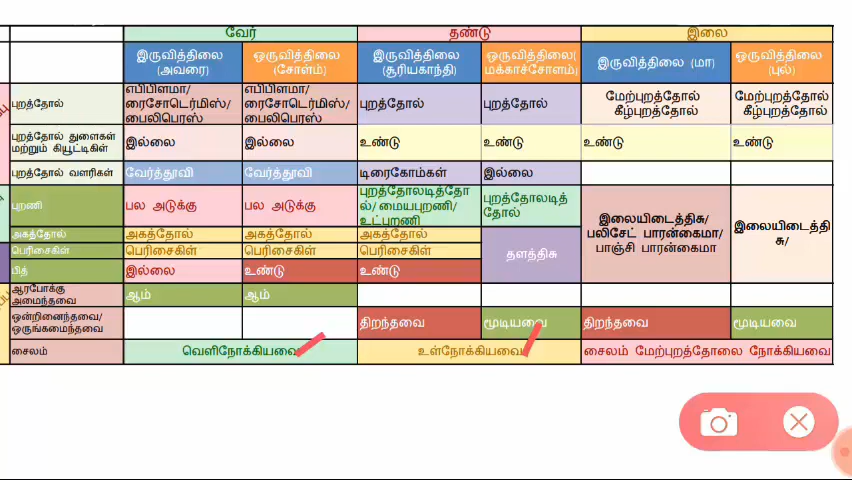 வேர் தண்டு இலை
இருவித்திலை ஒருவித்திலை இருவித்திலை ஒருவித்திலை( இருவித்திலை (மா) ஒருவித்திலை
(அவரை) (சோளம்) (சூரியகாந்தி) மக்காச்சோளம்) (புல்)
எபிபிளமா/ எபிபிளமா/
புறத்தோல் ரைசோடெர்மிஸ்/ ரைசோடெர்மிஸ்/ புறத்தோல் புறத்தோல் மேற்புறத்தோல் மேற்புறத்தோல்
பைலிபெரஸ் பைலிபெரஸ் கீழ்புறத்தோல் கீழ்புறத்தோல்
புறத்தோல் துளைகள்
மற்றும் கியூட்டிகிள் இல்லை இல்லை உண்டு உண்டு உண்டு உண்டு
புறத்தோல் வளரிகள் வேர்த்தூவி வேர்த்தூவி டிரைகோம்கள் இல்லை
புறணி பல அடுக்கு பல அடுக்கு புறத்தோலடித்தோ
ல்/ மையபுறணி/
உட்புறணி புறத்தோலடித்
தோல் இலையிடைத்திசு/
பலிசேட் பாரன்கைமா/
பாஞ்சி பாரன்கைமா இலையிடைத்தி
சு/
அகத்தோல் அகத்தோல் அகத்தோல் அகத்தோல்
பெரிசைகிள் பெரிசைகிள் பெரிசைகிள் பெரிசைகிள் தளத்திசு
பித் இல்லை உண்டு உண்டு
ஆரபோக்கு
அமைந்தவை ஆம் ஆம்
ஒன்றினைந்தவை/
ஒருங்கமைந்தவை திறந்தவை மூடியவை திறந்தவை மூடியவை
சைலம் வெளிநோக்கியவை உள்நோக்கியவை சைலம் மேற்புறத்தோலை நோக்கியவை